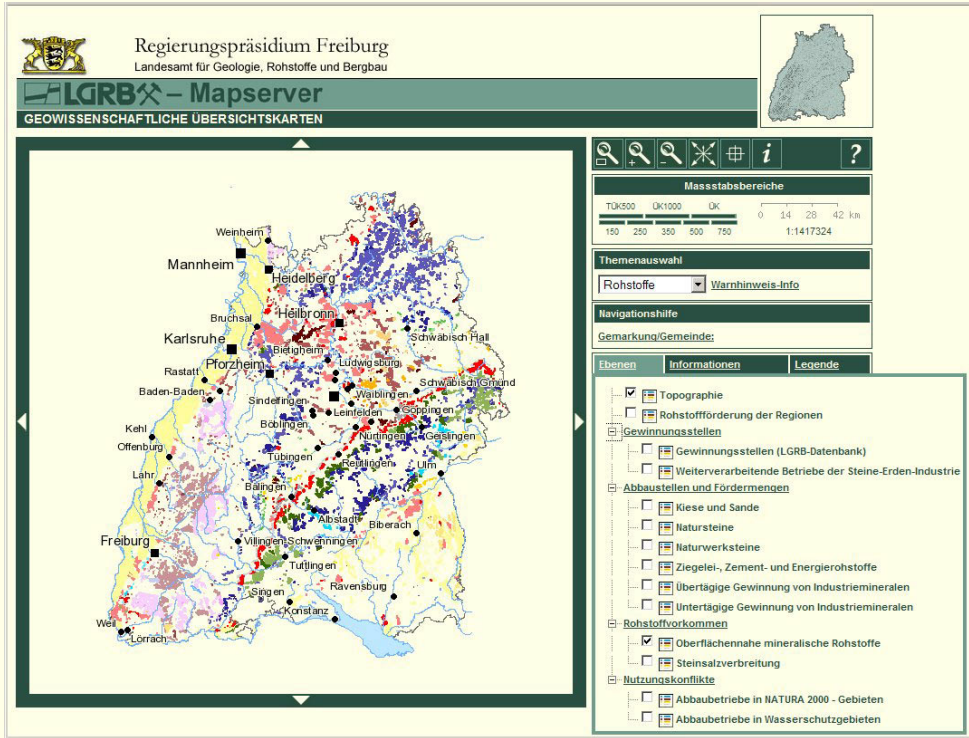 Regierungspräsidium Freiburg
Landesamt für Geologie, Rohstoffe und Bergbau
LGRB – Mapserver
GEOWISSENSCHAFTLICHE ÜBERSICHTSKARTEN
Weinheim
Mannheim
Heidelberg
Bruchsal
Heilbronn
Karlsruhe
Schwäbisch Hall
Bietigheim
Pforzheim
Ludwigsburg
Rastatt
Schwäbisch Gmünd
Baden-Baden
Waiblingen
Sindelfingen
Leinfelden
Göppingen
Böblingen
Kehl
Nürtingen
Geislingen
Offenburg
Tübingen
Reutlingen
Ulm
Lahr
Balingen
Albstadt
Biberach
Freiburg
Villingen-Schwenningen
Tuttlingen
Ravensburg
Singen
Konstanz
Weil
Lörrach
?
Massstabsbereiche
TÜK500 ÜK1000 ÜK
0 14 28 42 km
150 250 350 500 750
1:1417324
Themenauswahl
Rohstoffe Warnhinweis-Info
Navigationshilfe
Gemarkung/Gemeinde:
Ebenen Informationen Legende
Topographie
Rohstoffförderung der Regionen
Gewinnungsstellen
Gewinnungsstellen (LGRB-Datenbank)
Weiterverarbeitende Betriebe der Steine-Erden-Industrie
Abbaustellen und Fördermengen
Kiese und Sande
Natursteine
Naturwerksteine
Ziegelei-, Zement- und Energierohstoffe
Übertägige Gewinnung von Industriemineralen
Untertägige Gewinnung von Industriemineralen
Rohstoffvorkommen
Oberflächennahe mineralische Rohstoffe
Steinsalzverbreitung
Nutzungskonflikte
Abbaubetriebe in NATURA 2000 - Gebieten
Abbaubetriebe in Wasserschutzgebieten